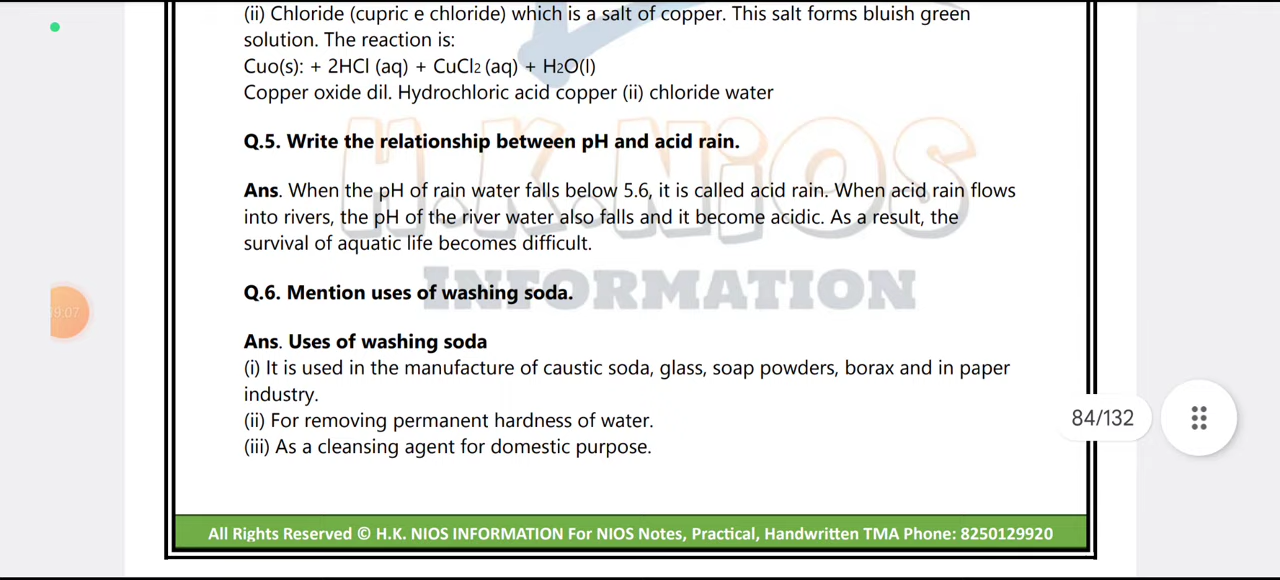 (ii) Chloride (cupric e chloride) which is a salt of copper. This salt forms bluish green
solution. The reaction is:
Cuo(s): + 2HCl (aq) + CuCl2 (aq) + H2O(l)
Copper oxide dil. Hydrochloric acid copper (ii) chloride water
Q.5. Write the relationship between pH and acid rain.
Ans. When the pH of rain water falls below 5.6, it is called acid rain. When acid rain flows
into rivers, the pH of the river water also falls and it become acidic. As a result, the
survival of aquatic life becomes difficult.
H.K.NiOS
INFORMATION
Q.6. Mention uses of washing soda.
Ans. Uses of washing soda
(i) It is used in the manufacture of caustic soda, glass, soap powders, borax and in paper
industry.
(ii) For removing permanent hardness of water.
(iii) As a cleansing agent for domestic purpose.
84/132
All Rights Reserved © H.K. NIOS INFORMATION For NIOS Notes, Practical, Handwritten TMA Phone: 8250129920